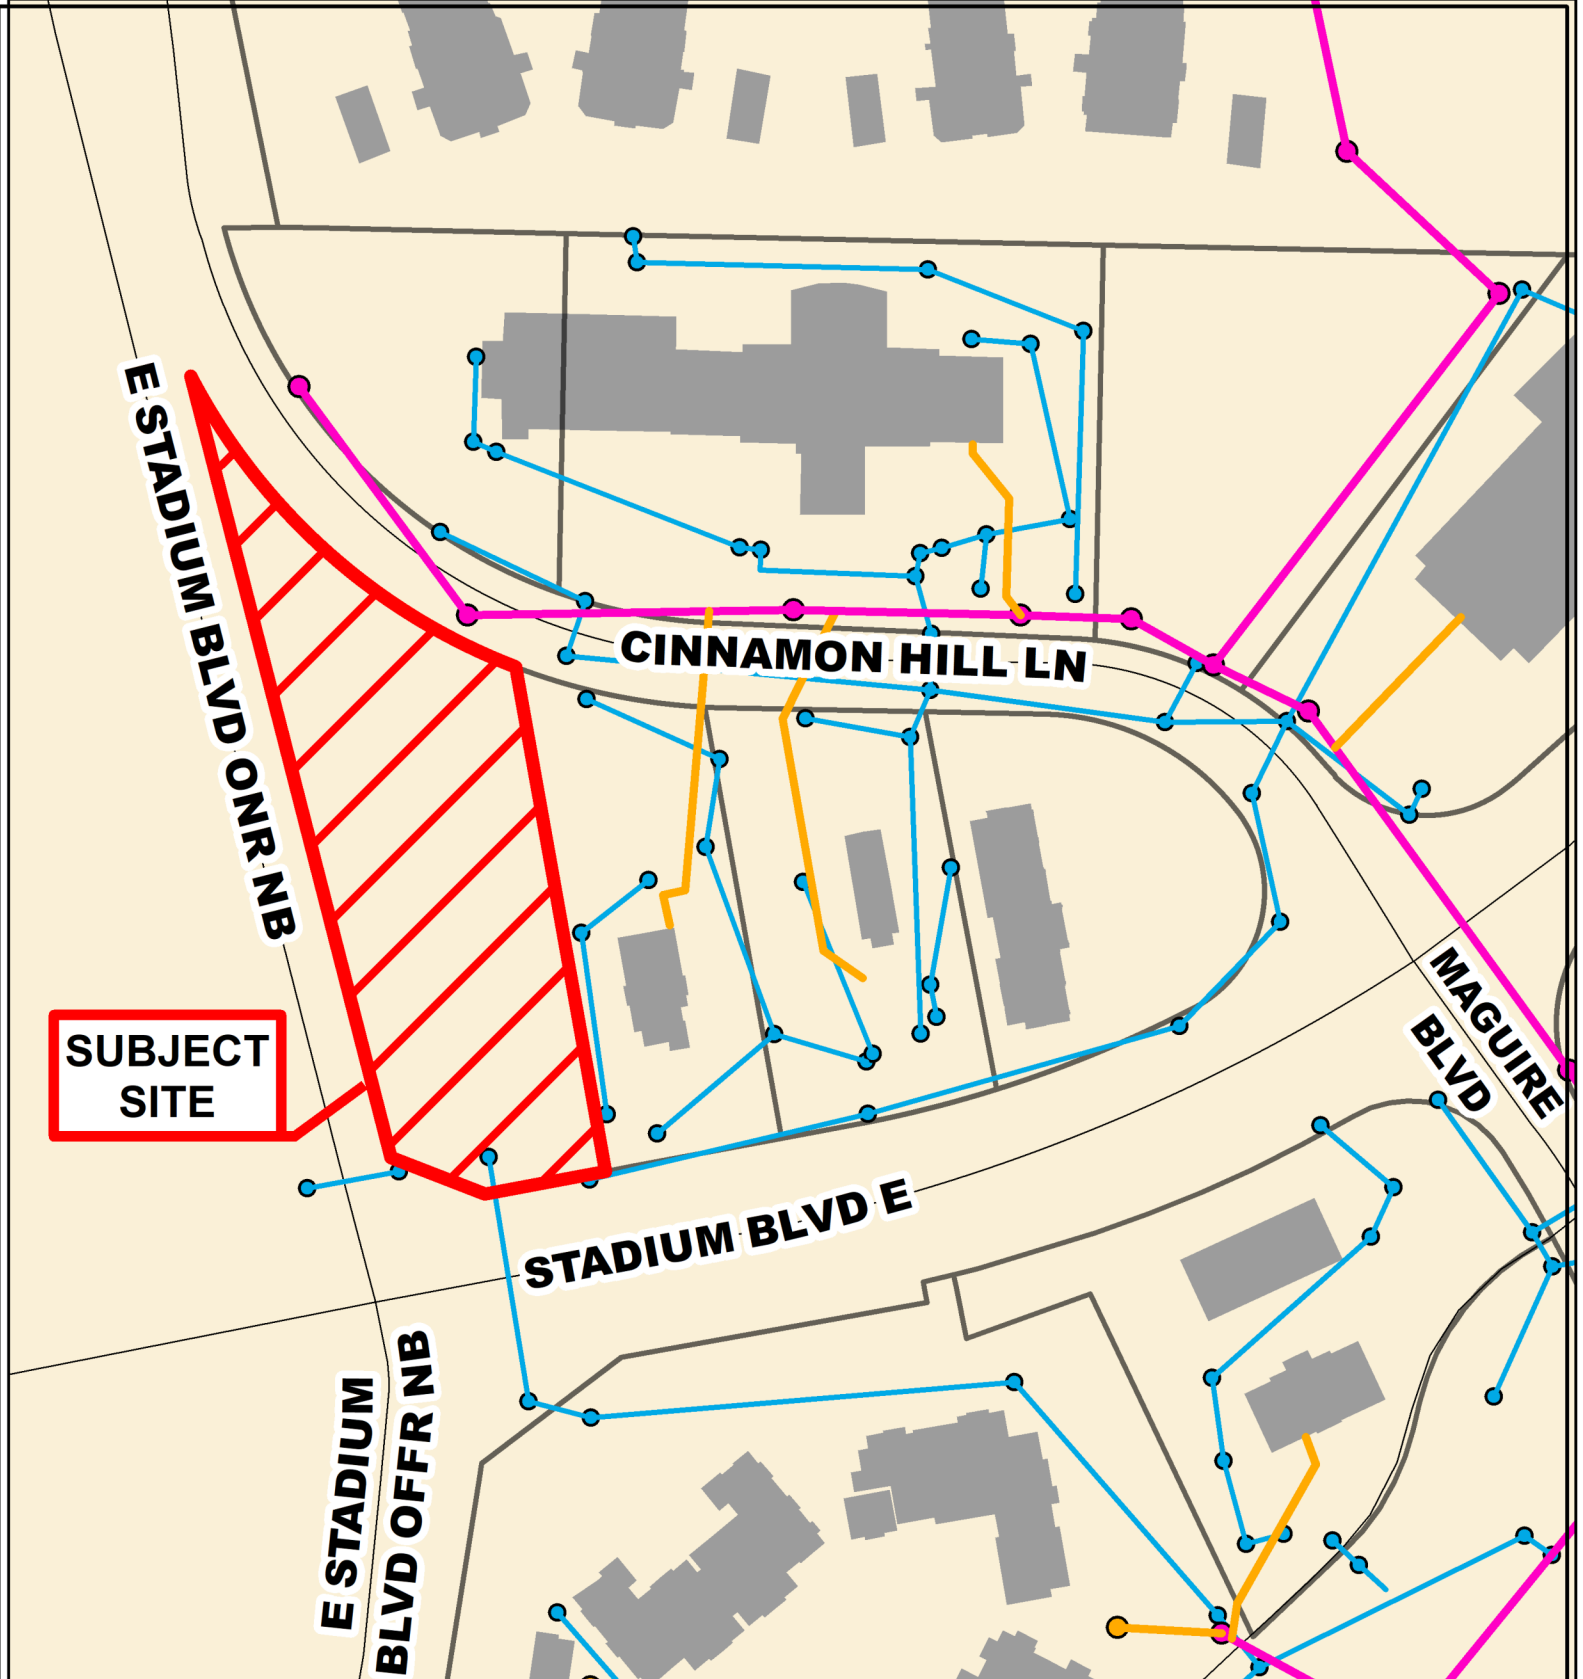 E STADIUM BLVD ONR NB
CINNAMON HILL LN
MAGUIRE
BLVD
SUBJECT
SITE
STADIUM BLVD E
E STADIUM
BLVD OFFR NB